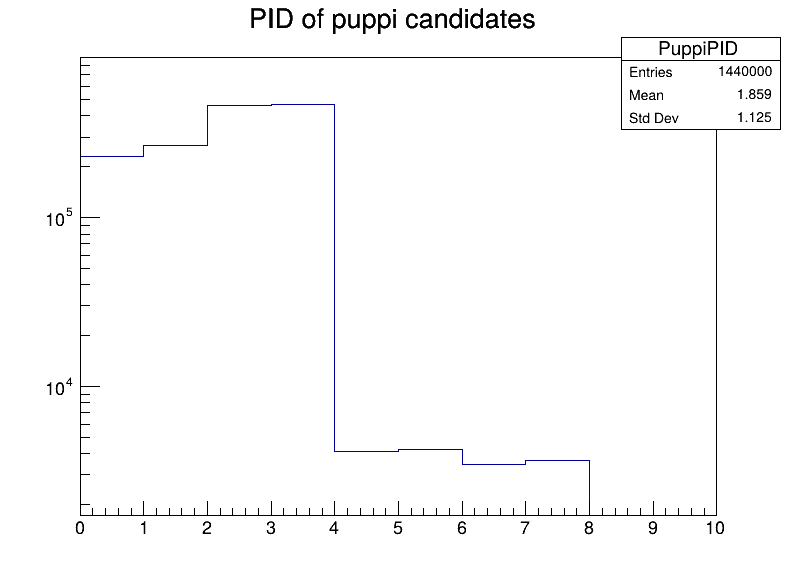 PID of puppi candidates
PuppiPID
Entries 1440000
Mean 1.859
Std Dev 1.125
10^5
10^4
0 1 2 3 4 5 6 7 8 9 10